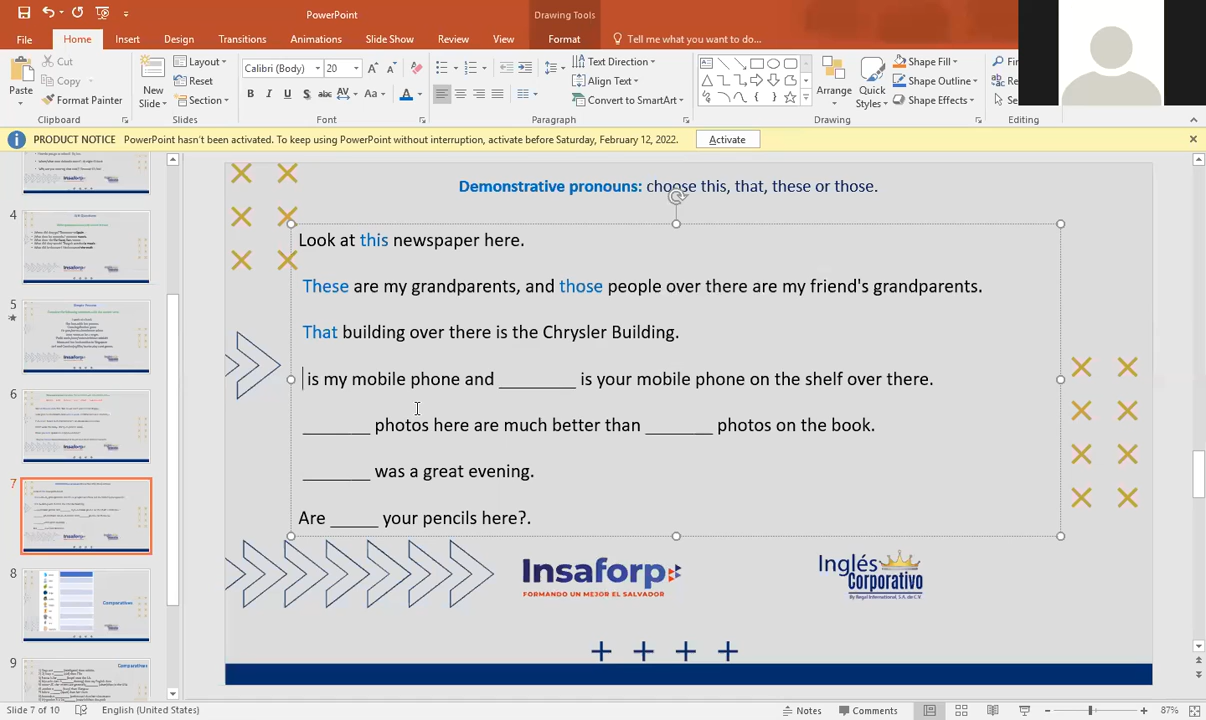 PowerPoint
Drawing Tools
File
Home
Insert
Design
Transitions
Animations
Slide Show
Review
View
Format
Tell me what you want to do...
Cut
Copy
Format Painter
Paste
Clipboard
New
Slide
Layout
Reset
Section
Slides
Calibri (Body)
20
Font
Text Direction
Align Text
Convert to SmartArt
Paragraph
Arrange
Quick
Styles
Shape Fill
Shape Outline
Shape Effects
Drawing
Editing
PRODUCT NOTICE PowerPoint hasn't been activated. To keep using PowerPoint without interruption, activate before Saturday, February 12, 2022.
Activate
4
5
6
7
8
9
Comparatives
Comparatives
Demonstrative pronouns: choose this, that, these or those.
Look at this newspaper here.
These are my grandparents, and those people over there are my friend's grandparents.
That building over there is the Chrysler Building.
is my mobile phone and ________ is your mobile phone on the shelf over there.
_______ photos here are much better than _______ photos on the book.
_______ was a great evening.
Are _____ your pencils here?.
Insaforp
FORMANDO UN MEJOR EL SALVADOR
Inglés
Corporativo
Slide 7 of 10
English (United States)
Notes
Comments
87%